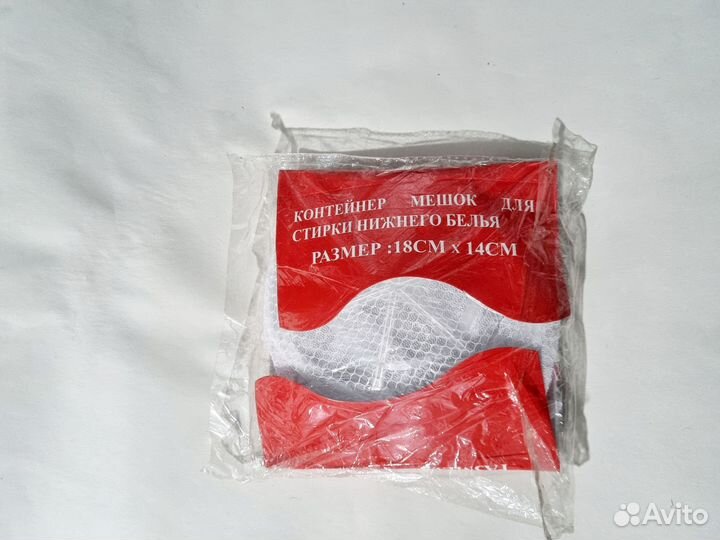 КОНТЕЙНЕР МЕШОК ДЛЯ
СТИРКИ НИЖНЕГО БЕЛЬЯ
РАЗМЕР :18СМ х 14СМ
Avito